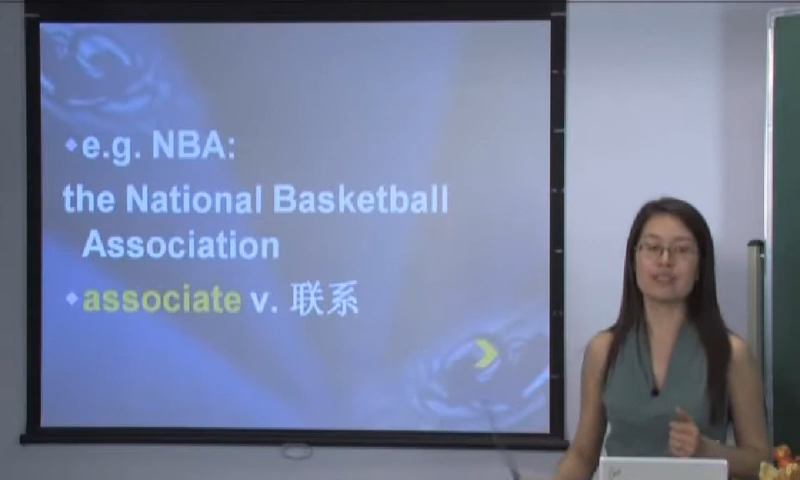 e.g. NBA:
the National Basketball
Association
associate v. 联系